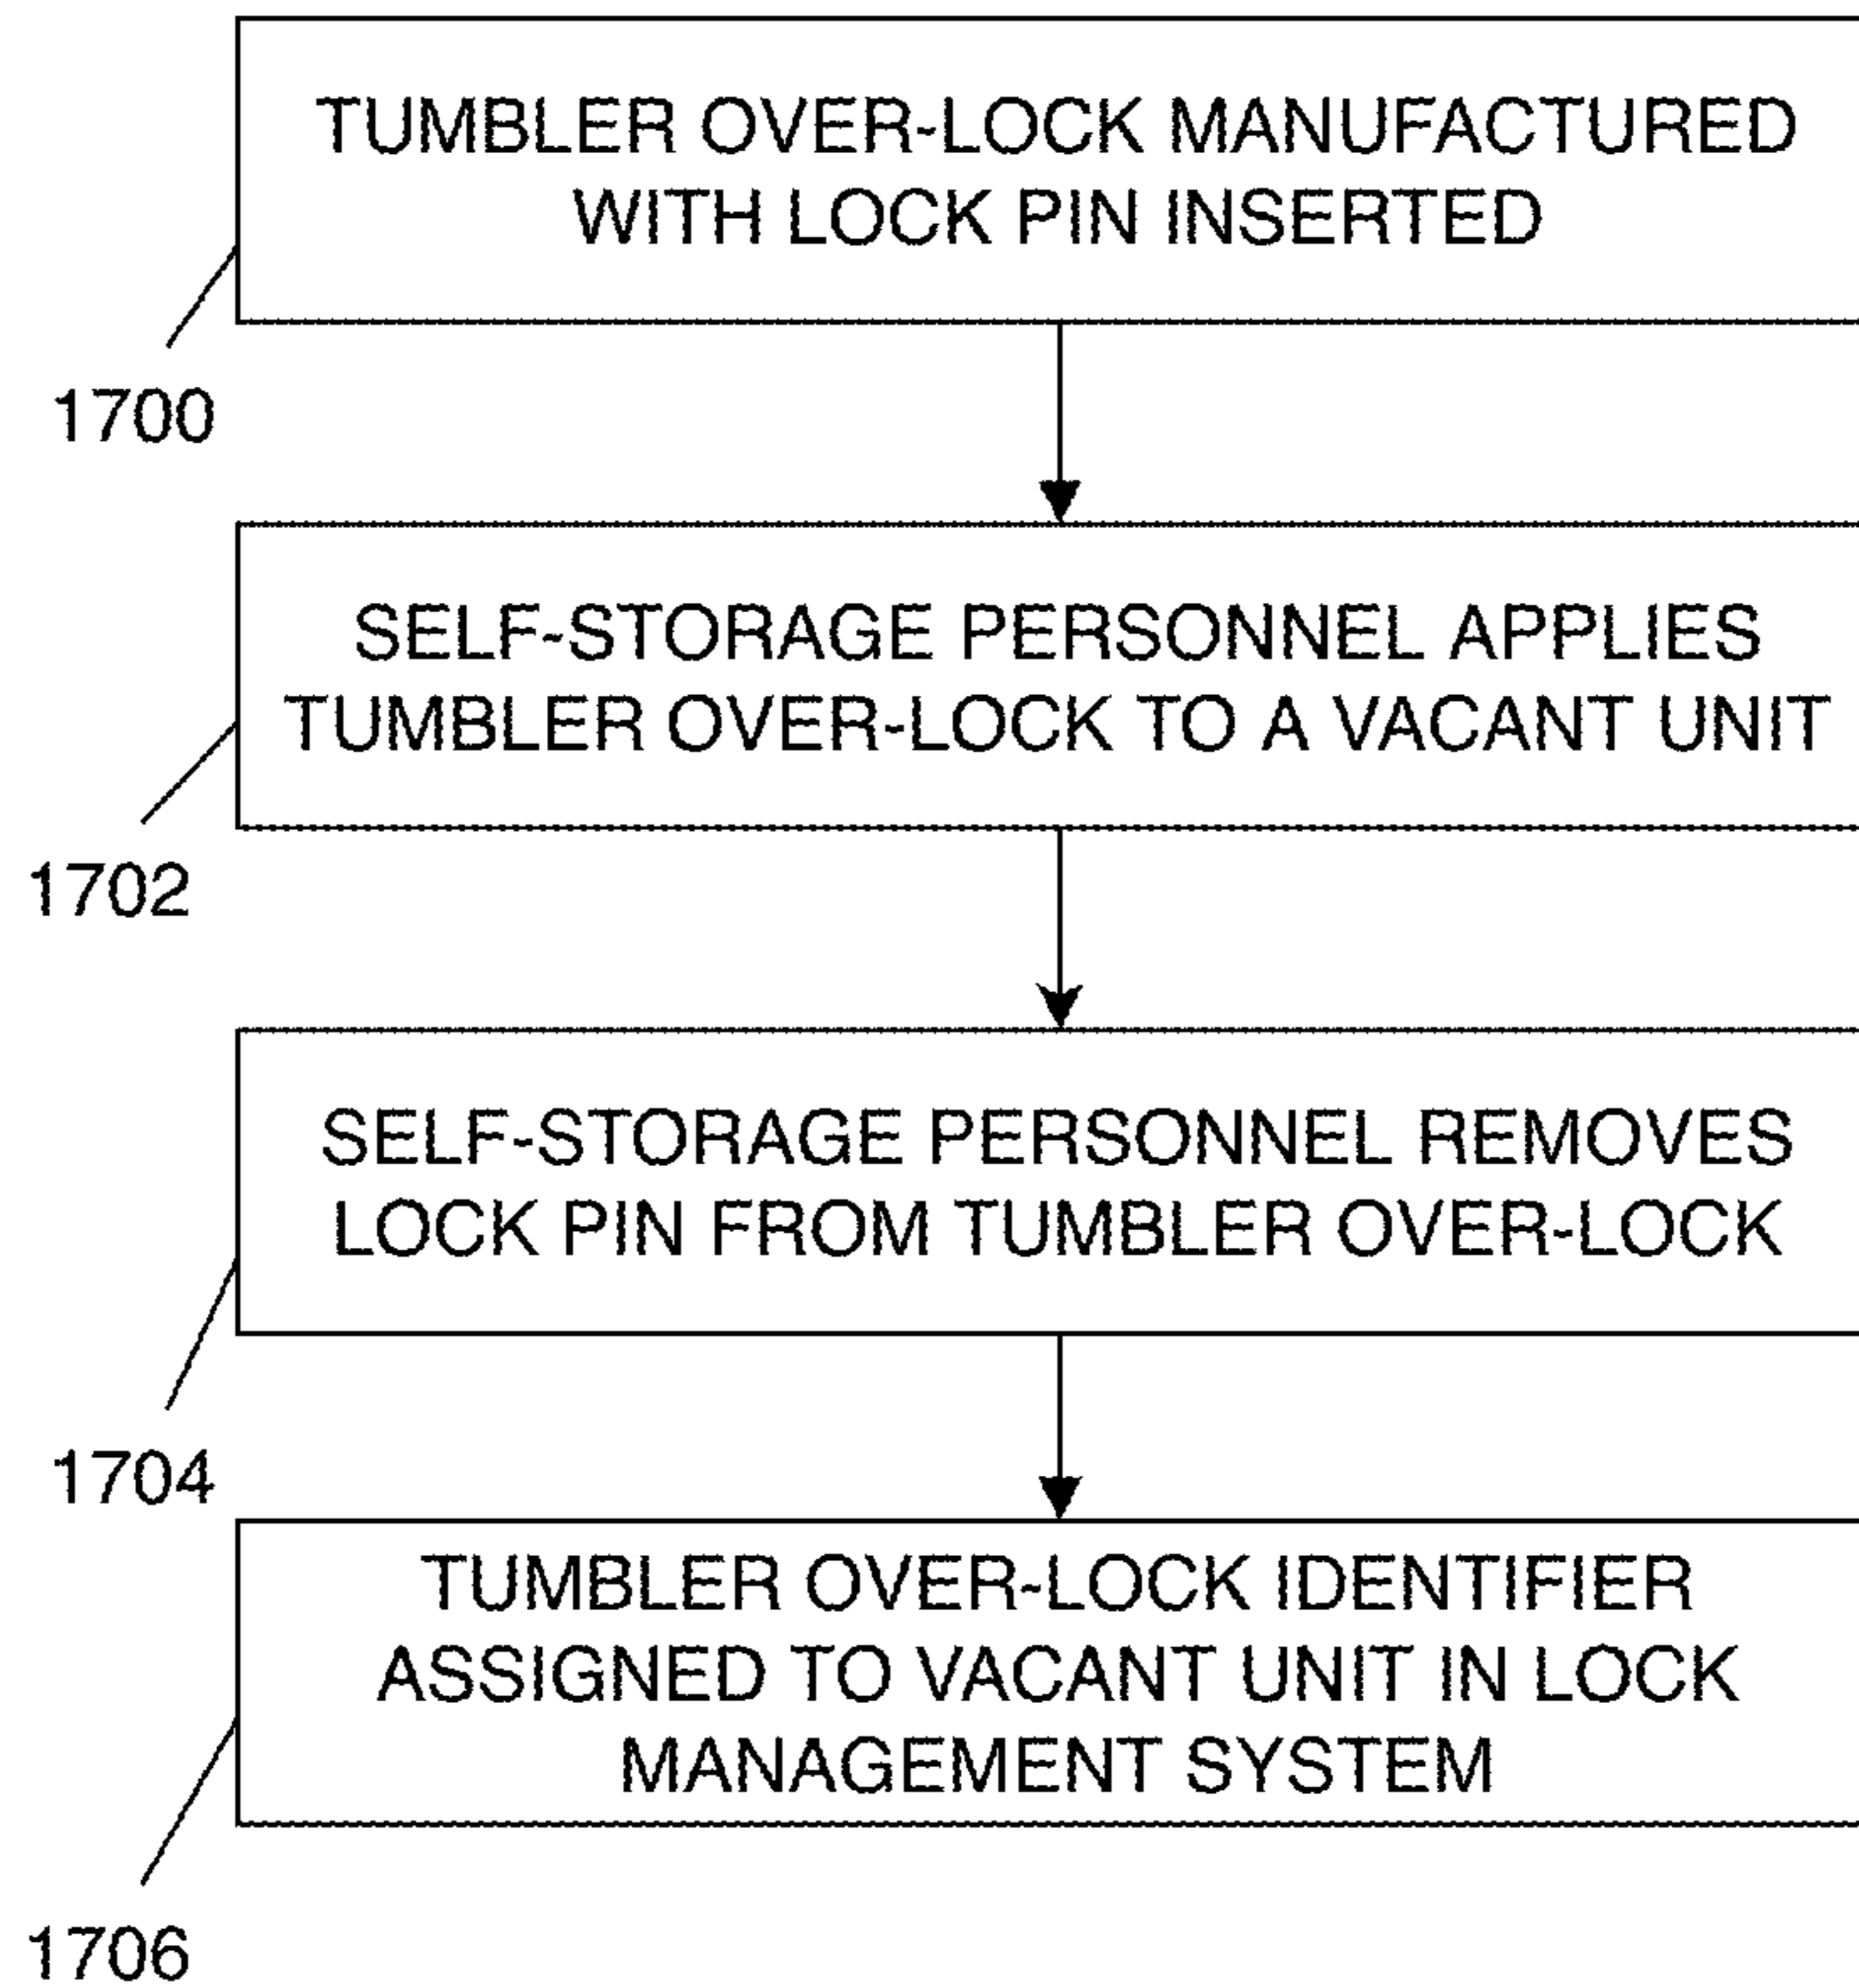 TUMBLER OVER-LOCK MANUFACTURED
WITH LOCK PIN INSERTED
1700
SELF-STORAGE PERSONNEL APPLIES
TUMBLER OVER-LOCK TO A VACANT UNIT
1702
SELF-STORAGE PERSONNEL REMOVES
LOCK PIN FROM TUMBLER OVER-LOCK
1704
TUMBLER OVER-LOCK IDENTIFIER
ASSIGNED TO VACANT UNIT IN LOCK
MANAGEMENT SYSTEM
1706